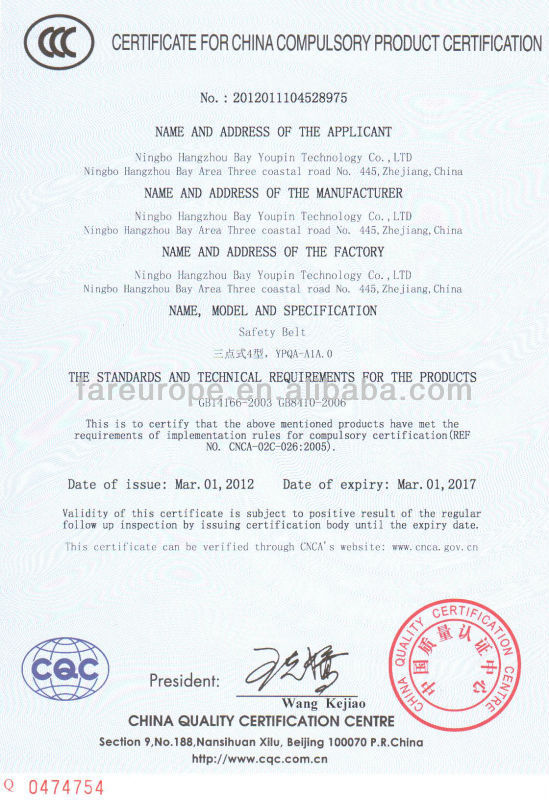 CCC
CERTIFICATE FOR CHINA COMPULSORY PRODUCT CERTIFICATION
No.: 2012011104528975
NAME AND ADDRESS OF THE APPLICANT
Ningbo Hangzhou Bay Youpin Technology Co.,LTD
Ningbo Hangzhou Bay Area Three coastal road No. 445,Zhejiang,China
NAME AND ADDRESS OF THE MANUFACTURER
Ningbo Hangzhou Bay Youpin Technology Co.,LTD
Ningbo Hangzhou Bay Area Three coastal road No. 445,Zhejiang,China
NAME AND ADDRESS OF THE FACTORY
Ningbo Hangzhou Bay Youpin Technology Co.,LTD
Ningbo Hangzhou Bay Area Three coastal road No. 445,Zhejiang,China
NAME, MODEL AND SPECIFICATION
Safety Belt
三点式4型, YPQA-A1A.0
THE STANDARDS AND TECHNICAL REQUIREMENTS FOR THE PRODUCTS
fareurope.en.alibaba.com
GB14166-2003 GB8410-2006
This is to certify that the above mentioned products have met the
requirements of implementation rules for compulsory certification(REF
NO. CNCA-02C-026:2005).
Date of issue: Mar.01,2012 Date of expiry: Mar.01,2017
Validity of this certificate is subject to positive result of the regular
follow up inspection by issuing certification body until the expiry date.
This certificate can be verified through CNCA's website: www.cnca.gov.cn
CQC
President:
Wang Kejiao
CHINA QUALITY CERTIFICATION CENTRE
中国质量认证中心
CHINA QUALITY CERTIFICATION CENTRE
Section 9,No.188,Nansihuan Xilu, Beijing 100070 P.R.China
http://www.cqc.com.cn
Q 0474754